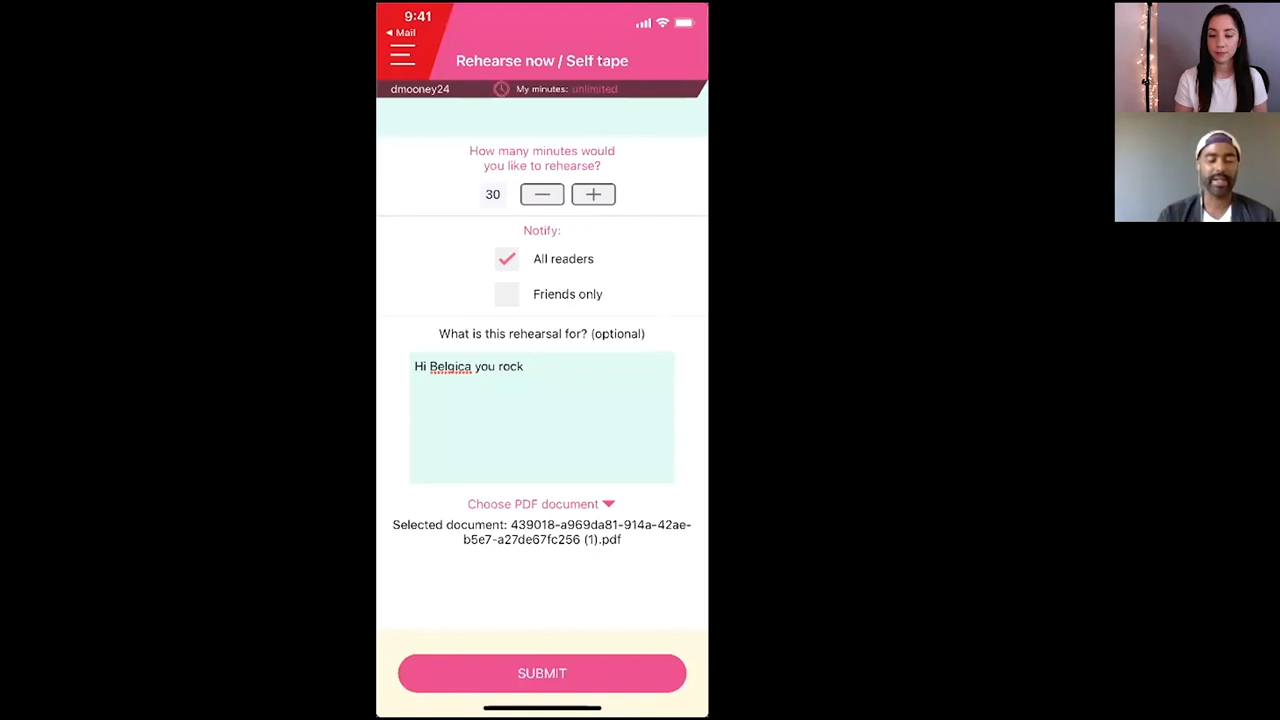 9:41
Mail
Rehearse now / Self tape
dmooney24
My minutes: unlimited
How many minutes would
you like to rehearse?
30
Notify:
All readers
Friends only
What is this rehearsal for? (optional)
Hi Belgica you rock
Choose PDF document
Selected document: 439018-a969da81-914a-42ae-
b5e7-a27de67fc256 (1).pdf
SUBMIT